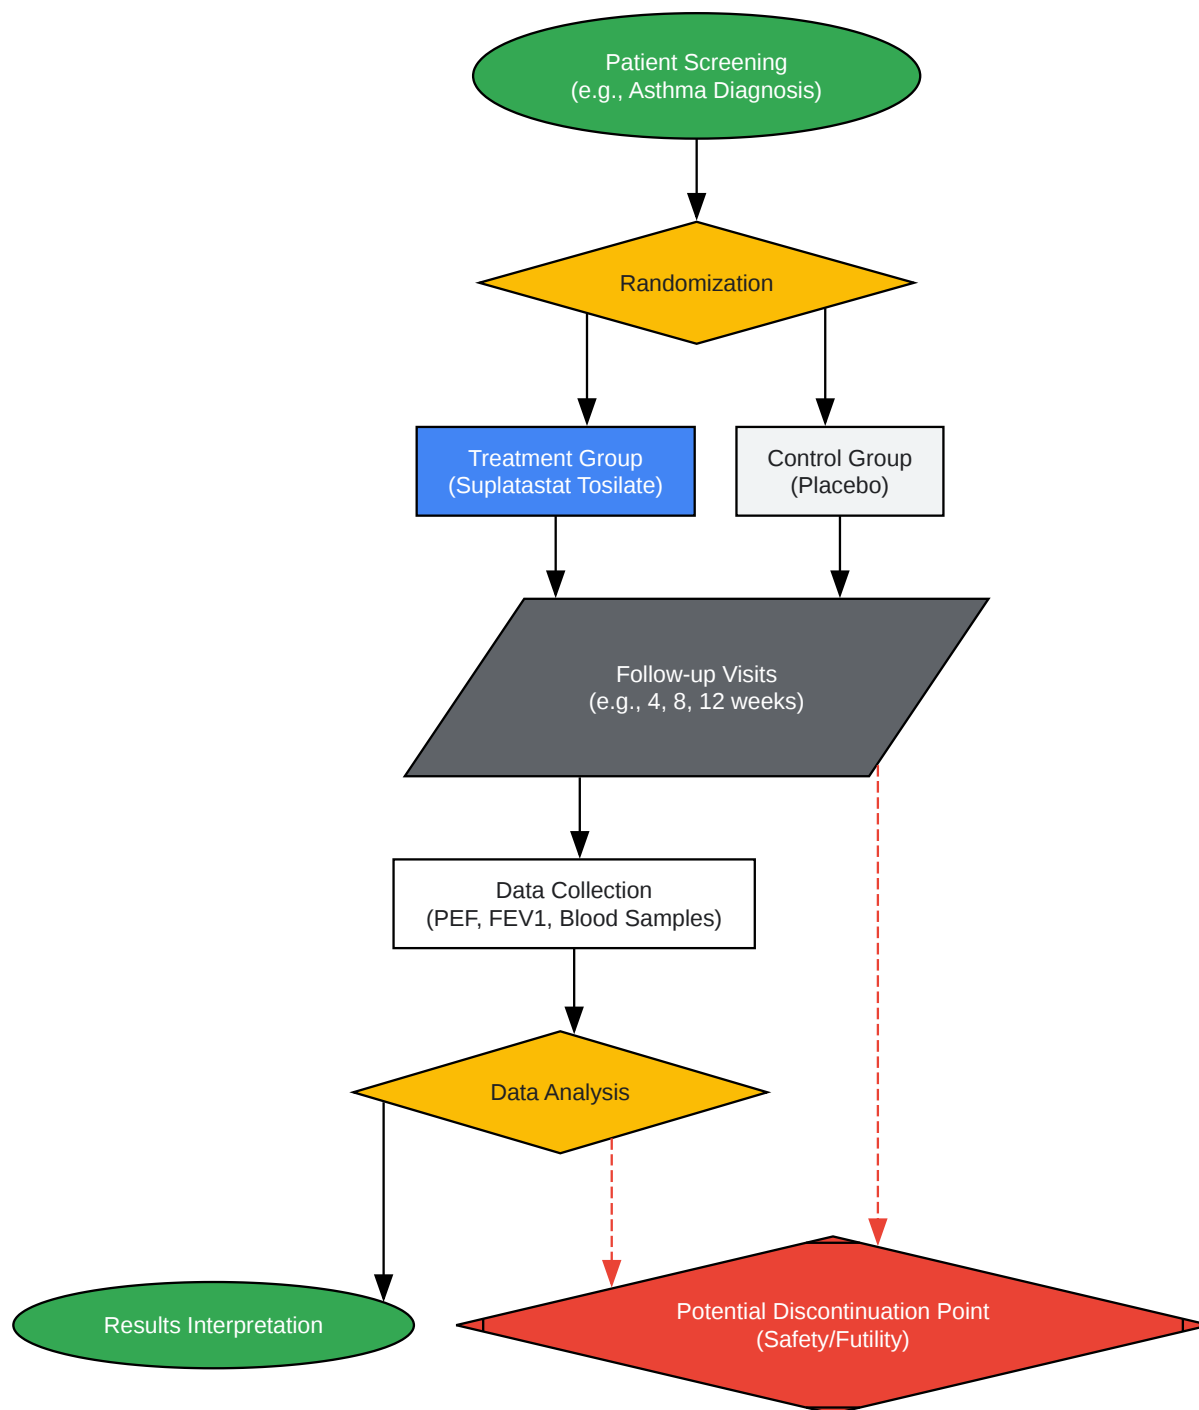 Patient Screening
(e.g., Asthma Diagnosis)
Randomization
Treatment Group
(Suplatastat Tosilate)
Control Group
(Placebo)
Follow-up Visits
(e.g., 4, 8, 12 weeks)
Data Collection
(PEF, FEV1, Blood Samples)
Data Analysis
Results Interpretation
Potential Discontinuation Point
(Safety/Futility)